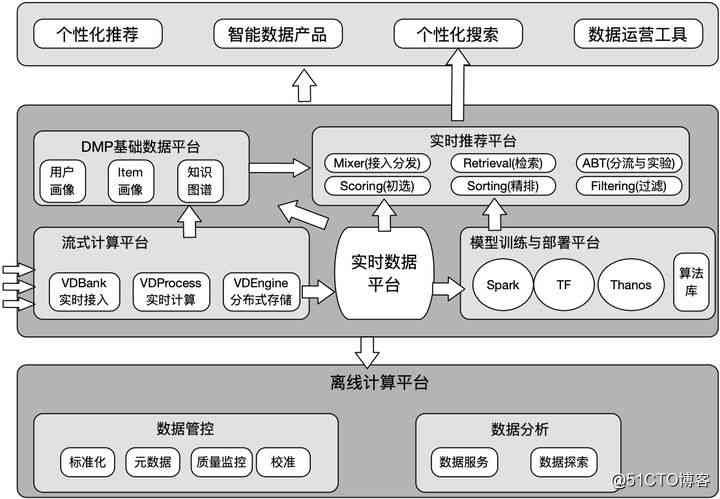 个性化推荐
智能数据产品
个性化搜索
数据运营工具
DMP基础数据平台
用户
画像
Item
画像
知识
图谱
实时推荐平台
Mixer(接入分发)
Retrieval(检索)
ABT(分流与实验)
Scoring(初选)
Sorting(精排)
Filtering(过滤)
流式计算平台
VDBank
实时接入
VDProcess
实时计算
VDEngine
分布式存储
实时数据
平台
模型训练与部署平台
Spark
TF
Thanos
算法
库
离线计算平台
数据管控
标准化
元数据
质量监控
校准
数据分析
数据服务
数据探索
@51CTO博客